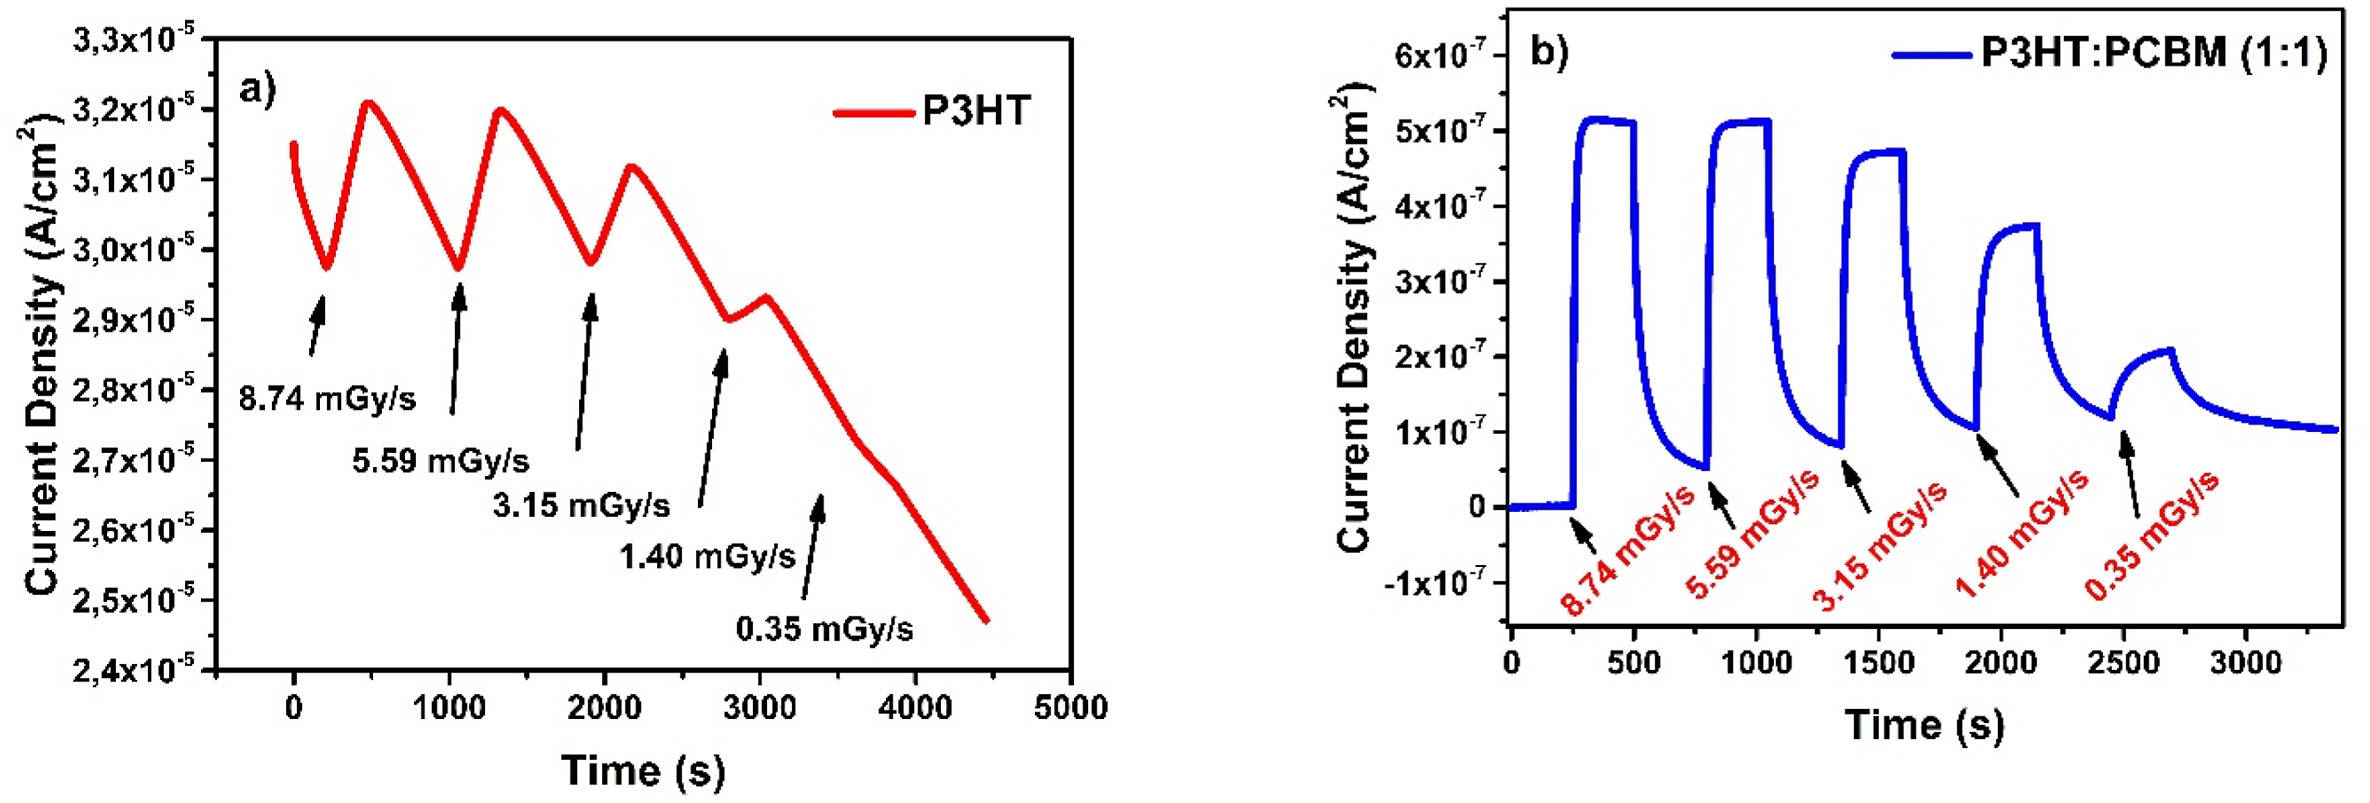 a)
P3HT
Current Density (A/cm²)
3,3x10⁻⁵
3,2x10⁻⁵
3,1x10⁻⁵
3,0x10⁻⁵
2,9x10⁻⁵
2,8x10⁻⁵
2,7x10⁻⁵
2,6x10⁻⁵
2,5x10⁻⁵
2,4x10⁻⁵
8.74 mGy/s
5.59 mGy/s
3.15 mGy/s
1.40 mGy/s
0.35 mGy/s
0 1000 2000 3000 4000 5000
Time (s)
b)
P3HT:PCBM (1:1)
Current Density (A/cm²)
6x10⁻⁷
5x10⁻⁷
4x10⁻⁷
3x10⁻⁷
2x10⁻⁷
1x10⁻⁷
0
-1x10⁻⁷
8.74 mGy/s
5.59 mGy/s
3.15 mGy/s
1.40 mGy/s
0.35 mGy/s
0 500 1000 1500 2000 2500 3000
Time (s)